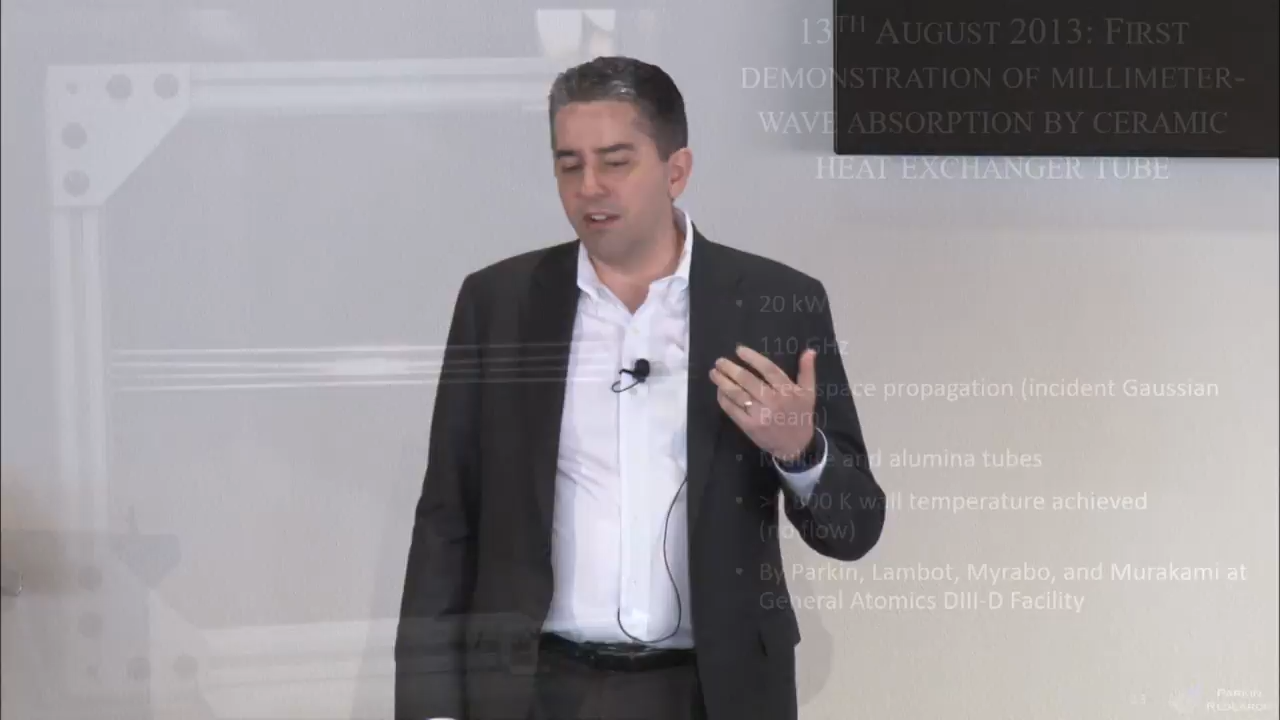 13TH AUGUST 2013: FIRST
DEMONSTRATION OF MILLIMETER-
WAVE ABSORPTION BY CERAMIC
HEAT EXCHANGER TUBE
• 20 kW
• 110 GHz
• Free-space propagation (incident Gaussian
Beam)
• and alumina tubes
• wall temperature achieved
(no flow)
• By Parkin, Lambot, Myrabo, and Murakami at
General Atomics DIII-D Facility
PARKIN
RESEARCH